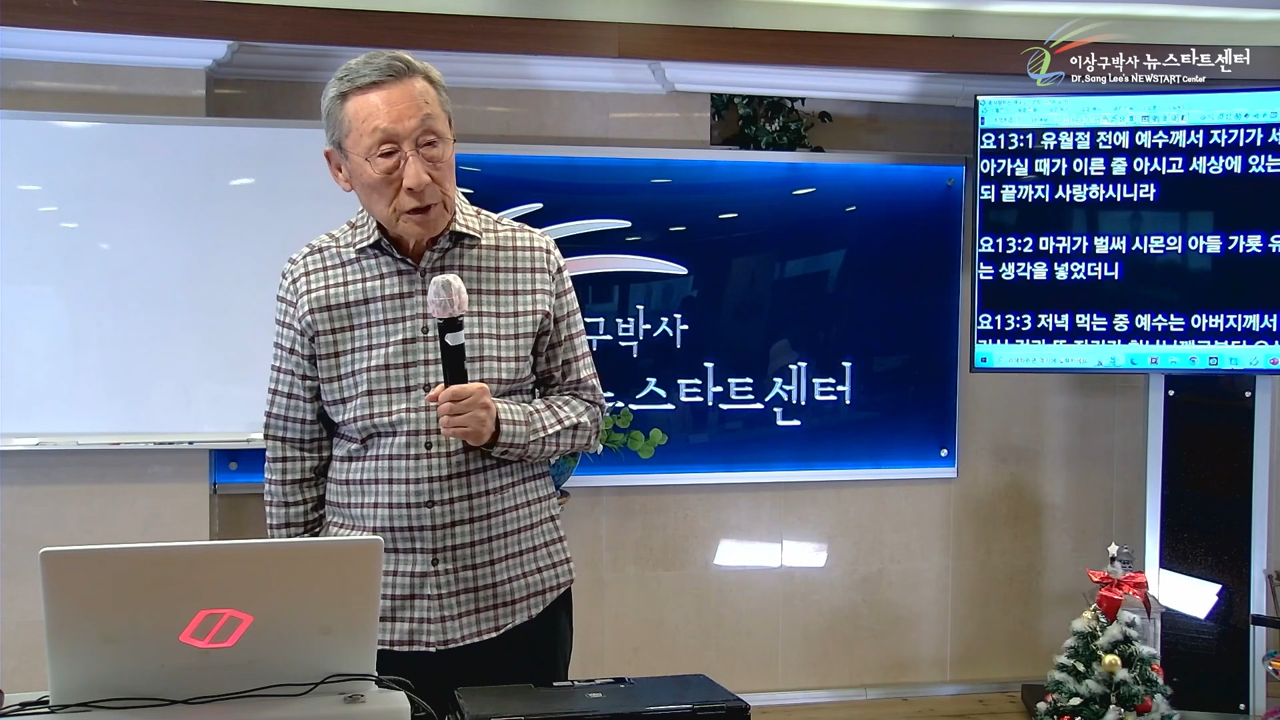 이상구박사 뉴스타트센터
Dr. Sang Lee's NEWSTART Center
요13:1 유월절 전에 예수께서 자기가 세
아가실 때가 이른 줄 아시고 세상에 있는
되 끝까지 사랑하시니라
요13:2 마귀가 벌써 시몬의 아들 가룟 유
는 생각을 넣었더니
요13:3 저녁 먹는 중 예수는 아버지께서
구박사
뉴스타트센터